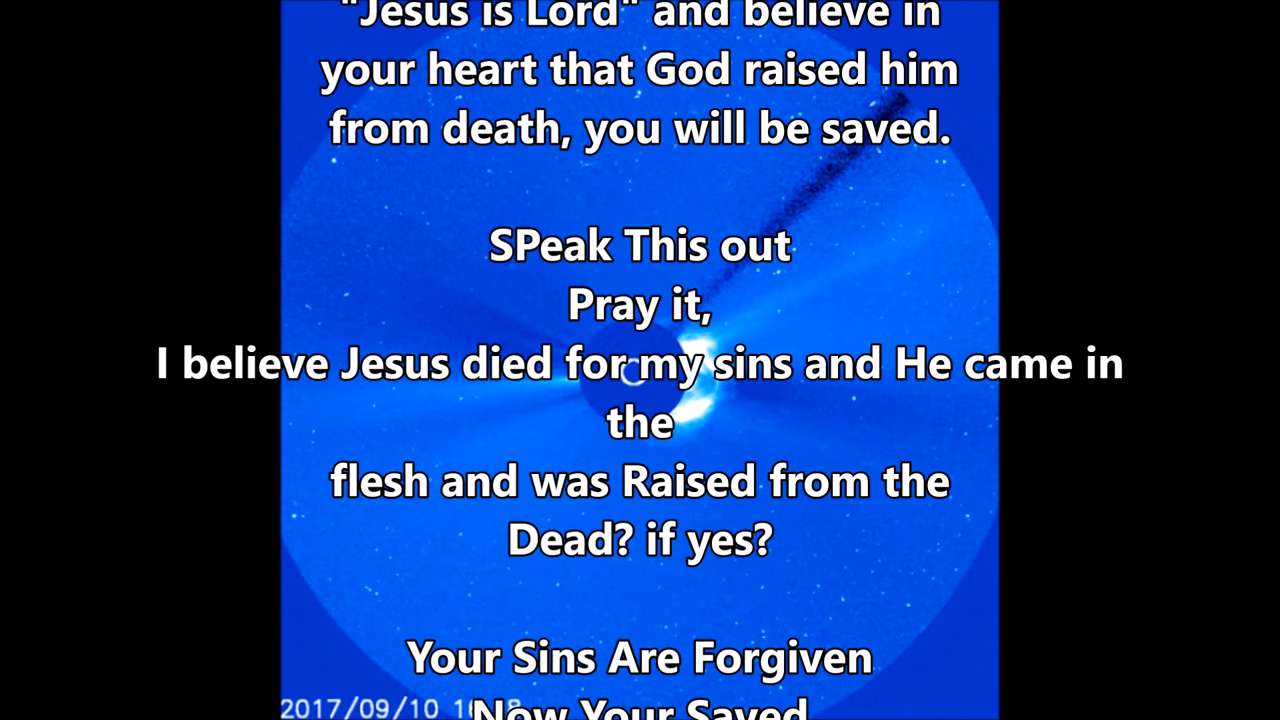 "Jesus is Lord" and believe in
your heart that God raised him
from death, you will be saved.
SPeak This out
Pray it,
I believe Jesus died for my sins and He came in
the
flesh and was Raised from the
Dead? if yes?
Your Sins Are Forgiven
Now Your Saved
2017/09/10